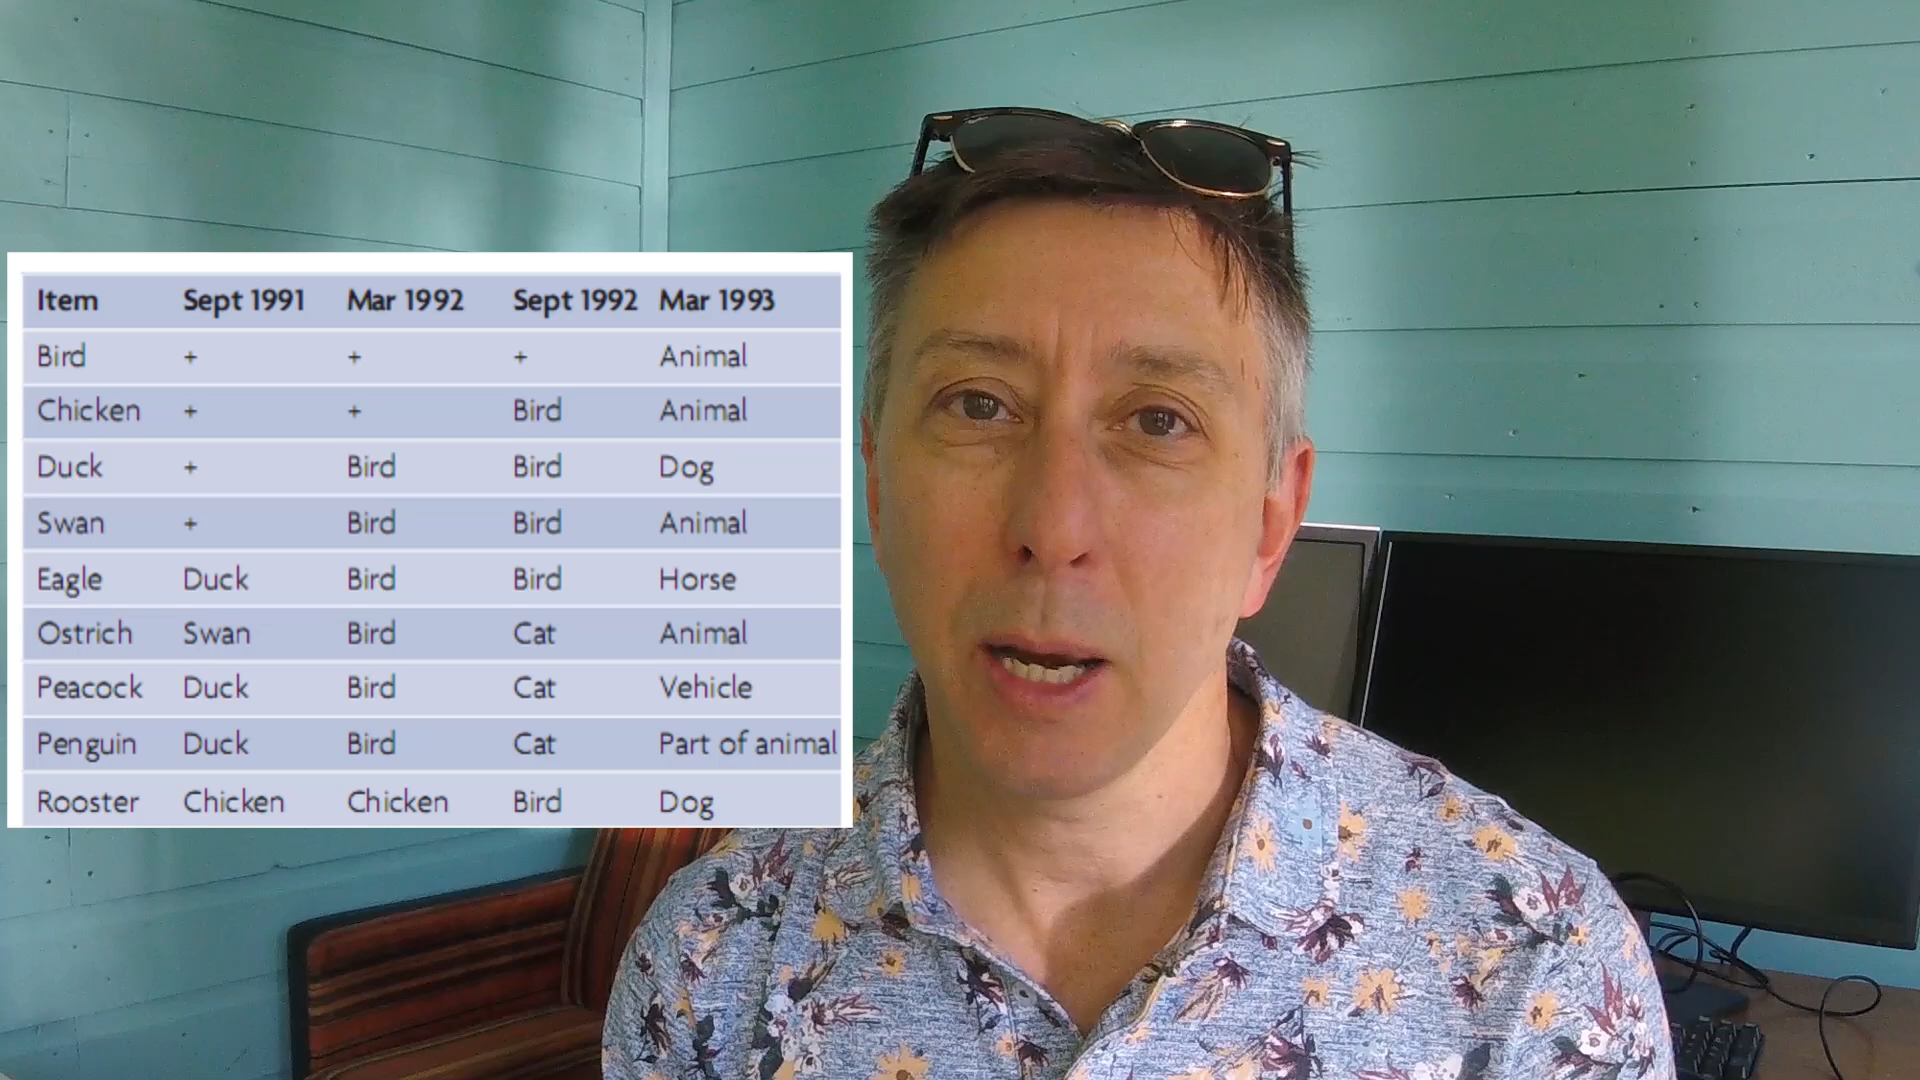 Item Sept 1991 Mar 1992 Sept 1992 Mar 1993
Bird + + + Animal
Chicken + + Bird Animal
Duck + Bird Bird Dog
Swan + Bird Bird Animal
Eagle Duck Bird Bird Horse
Ostrich Swan Bird Cat Animal
Peacock Duck Bird Cat Vehicle
Penguin Duck Bird Cat Part of animal
Rooster Chicken Chicken Bird Dog